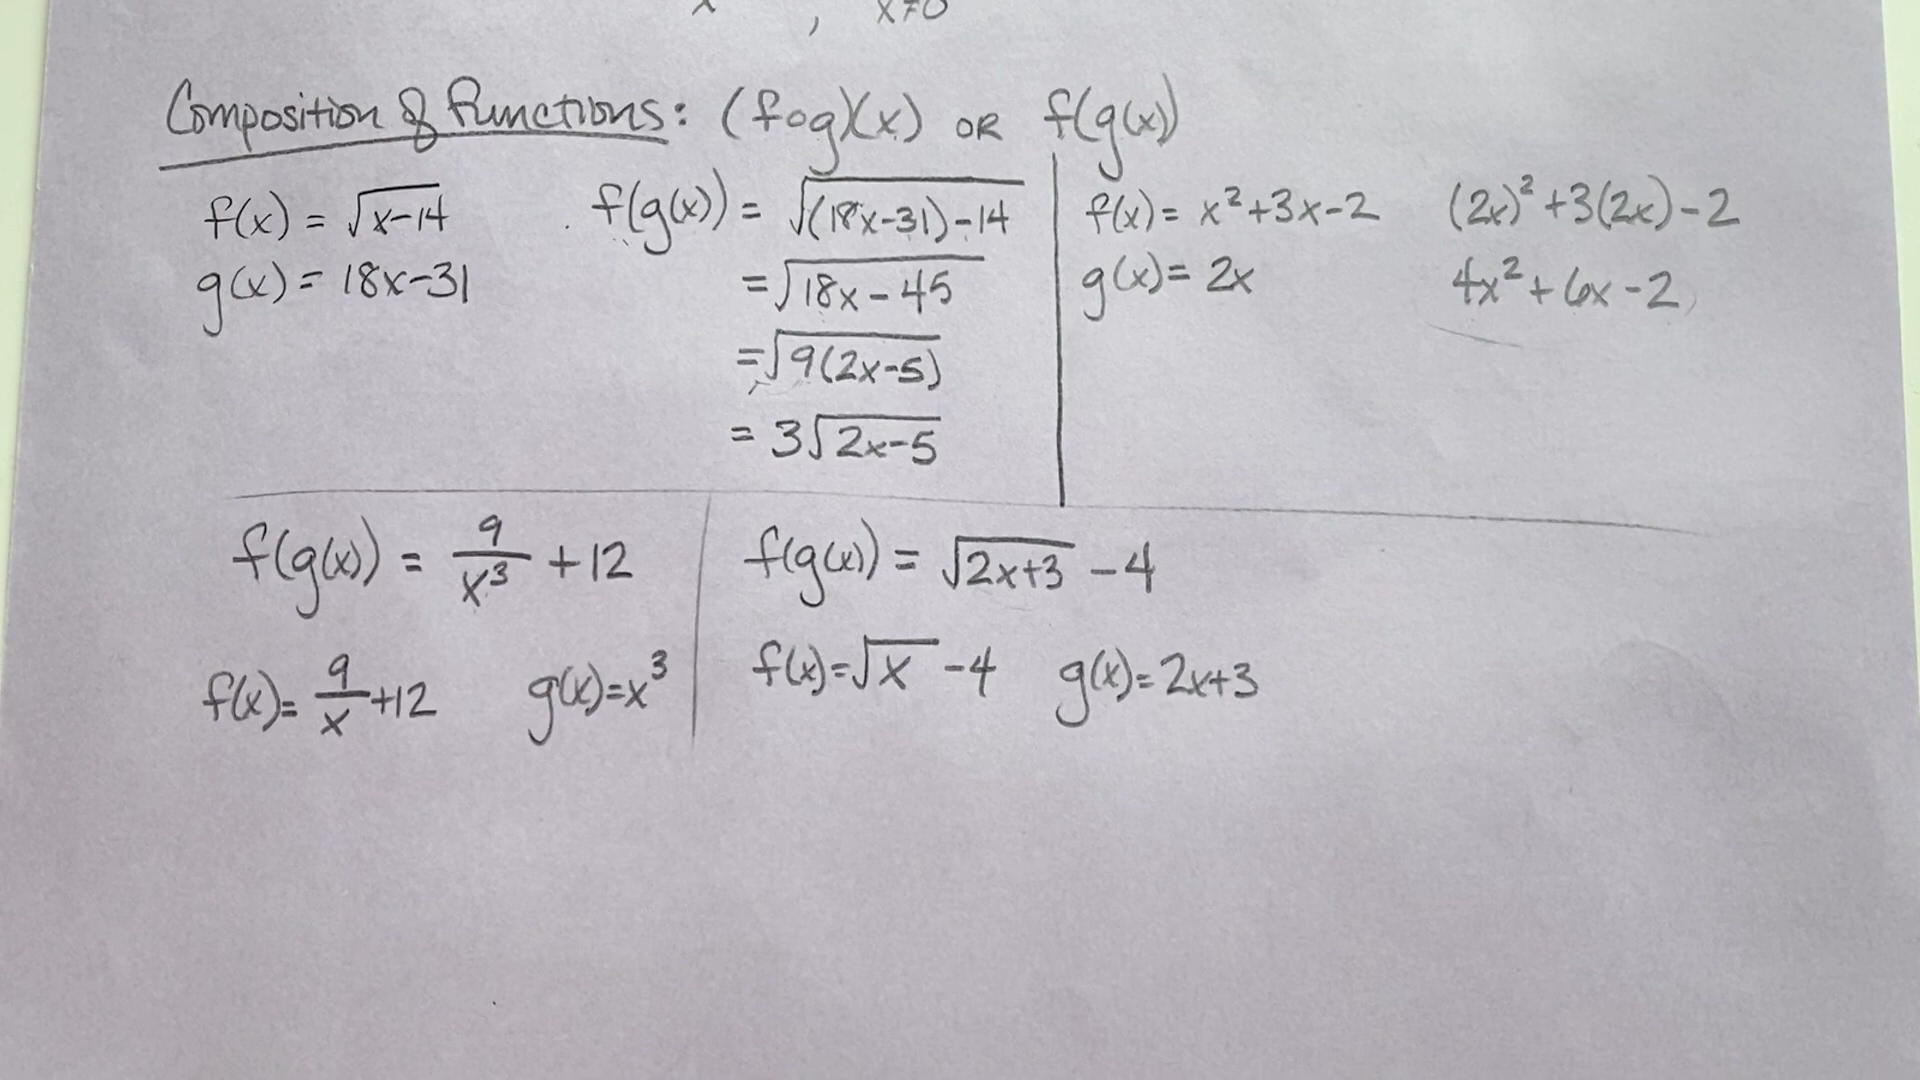 x , x≠0
Composition of Functions: (f∘g)(x) OR f(g(x))
f(x) = √(x-14)
g(x) = 18x-31
f(g(x)) = √((18x-31)-14)
= √(18x-45)
= √(9(2x-5))
= 3√(2x-5)
f(x) = x²+3x-2
g(x) = 2x
(2x)²+3(2x)-2
4x²+6x-2
f(g(x)) = 9/x³ +12
f(x) = 9/x +12 g(x)=x³
f(g(x)) = √(2x+3) -4
f(x)=√x -4 g(x)=2x+3